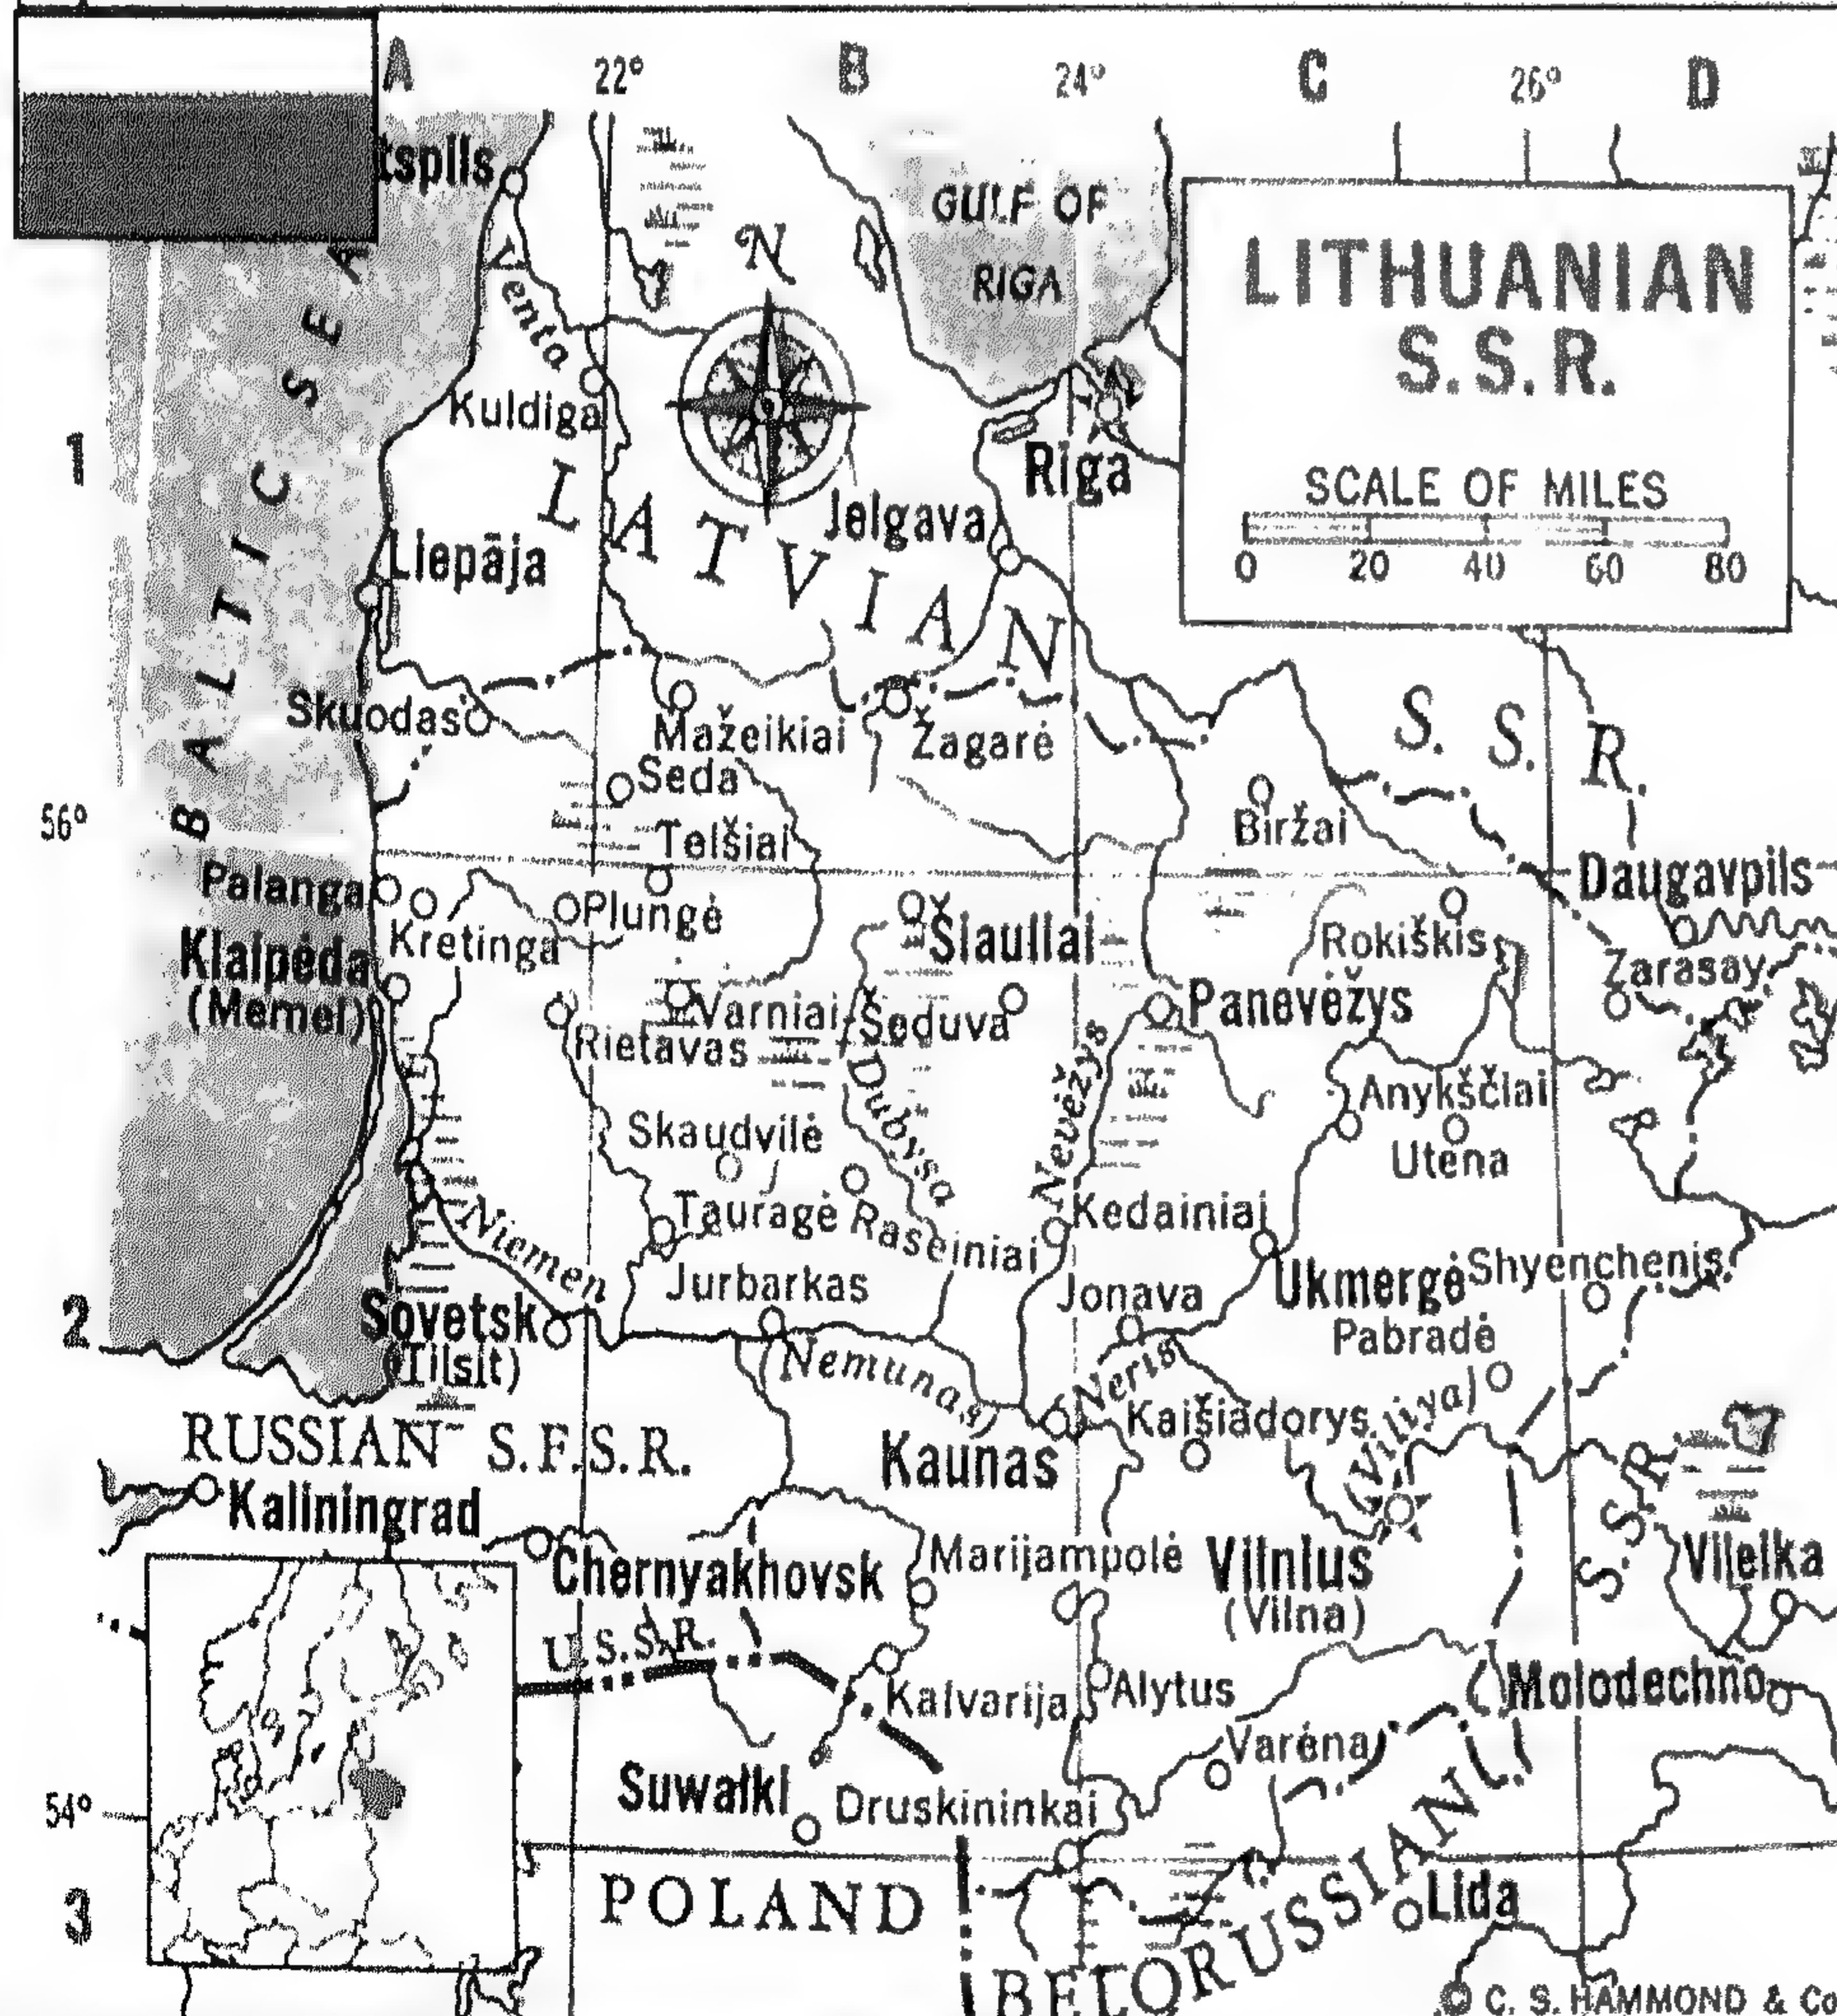 A 22° B 24° C 26° D
tspils
GULF OF
RIGA
N
LITHUANIAN
S.S.R.
SCALE OF MILES
0 20 40 60 80
BALTIC SEA
Venta
Kuldiga
1
Riga
Jelgava
Liepāja
LATVIAN S. S. R.
Skuodas
Mažeikiai
Žagarė
Seda
56°
Telšiai
Biržai
Daugavpils
Palanga
Plungė
Kretinga
Šiauliai
Rokiškis
Klaipėda
(Memel)
Zarasay
Varniai
Šeduva
Panevėžys
Rietavas
Dubysa
Nevėžys
Anykščiai
Skaudvilė
Utena
Tauragė
Raseiniai
Kedainiai
Niemen
Jurbarkas
Jonava
Ukmergė
Shyenchenis
2
Sovetsk
(Tilsit)
Pabradė
(Nemunas)
Neris
(Viliya)
Kaišiadorys
RUSSIAN S.F.S.R.
Kaunas
Kaliningrad
Chernyakhovsk
Marijampolė
Vilnius
(Vilna)
Vileika
U.S.S.R.
Kalvarija
Alytus
Molodechno
Varéna
Suwalki
Druskininkai
54°
POLAND
Lida
3
BELORUSSIAN S.S.R.
© C. S. HAMMOND & Co